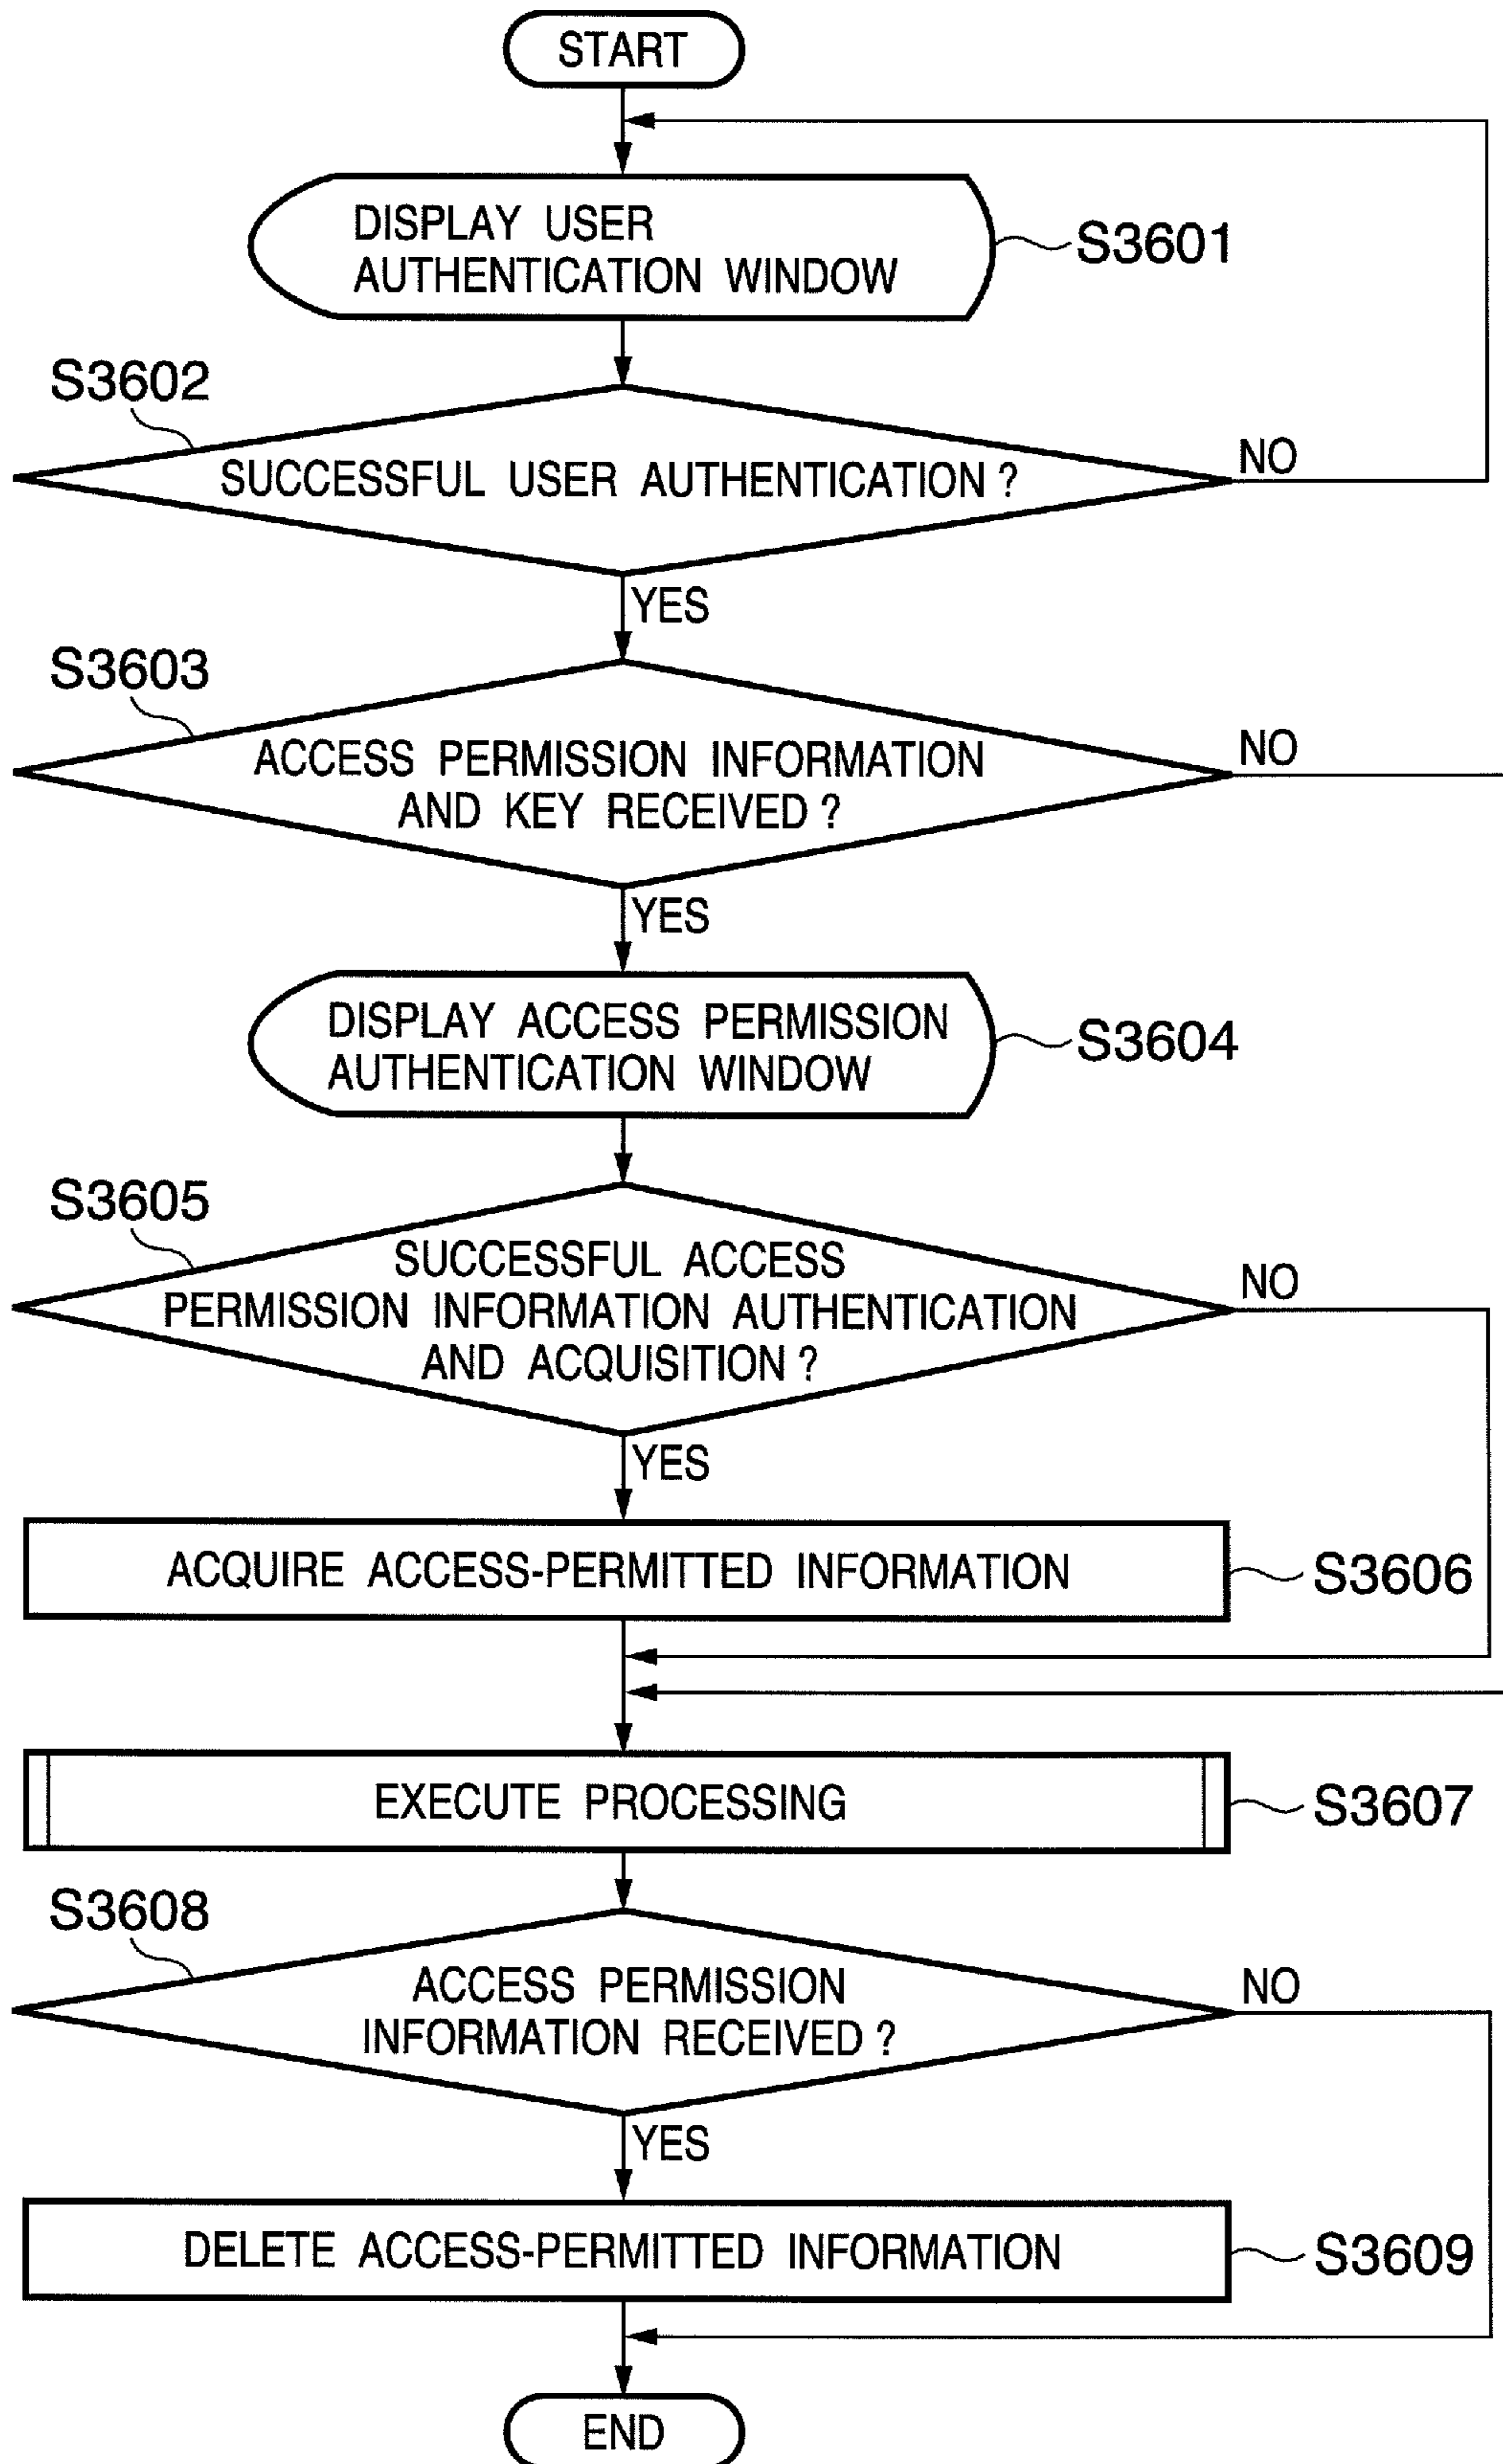 START
DISPLAY USER
AUTHENTICATION WINDOW
S3601
S3602
SUCCESSFUL USER AUTHENTICATION ?
NO
YES
S3603
ACCESS PERMISSION INFORMATION
AND KEY RECEIVED ?
NO
YES
DISPLAY ACCESS PERMISSION
AUTHENTICATION WINDOW
S3604
S3605
SUCCESSFUL ACCESS
PERMISSION INFORMATION AUTHENTICATION
AND ACQUISITION ?
NO
YES
ACQUIRE ACCESS-PERMITTED INFORMATION
S3606
EXECUTE PROCESSING
S3607
S3608
ACCESS PERMISSION
INFORMATION RECEIVED ?
NO
YES
DELETE ACCESS-PERMITTED INFORMATION
S3609
END